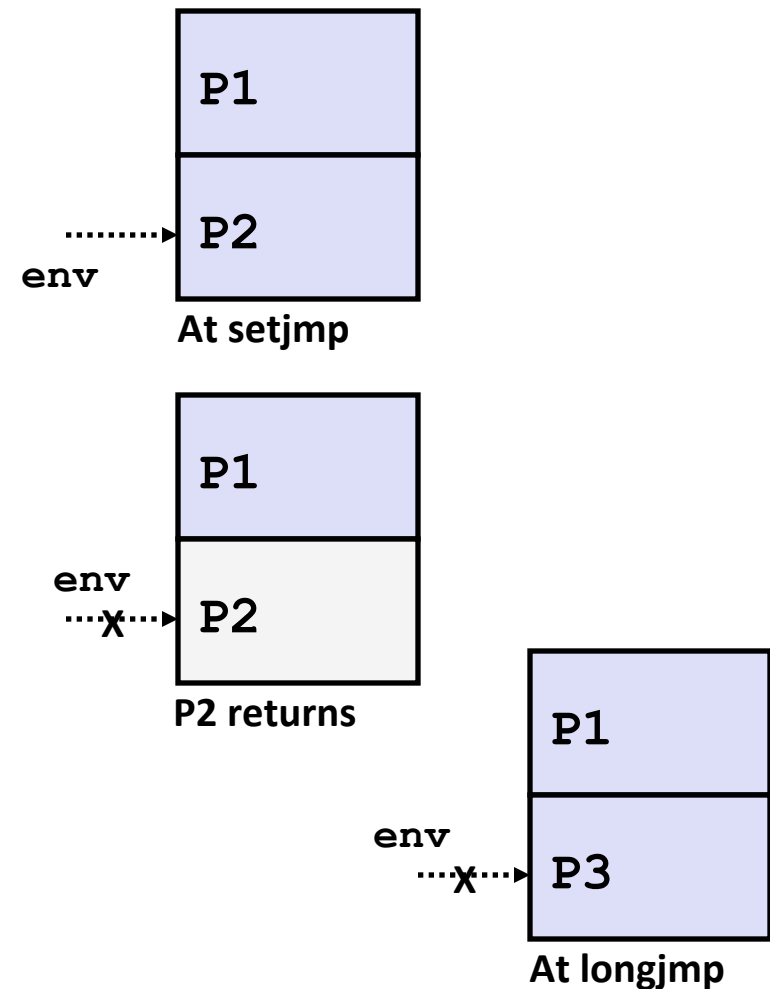 P1
P2
env
At setjmp
P1
env
X
P2
P2 returns
P1
env
X
P3
At longjmp